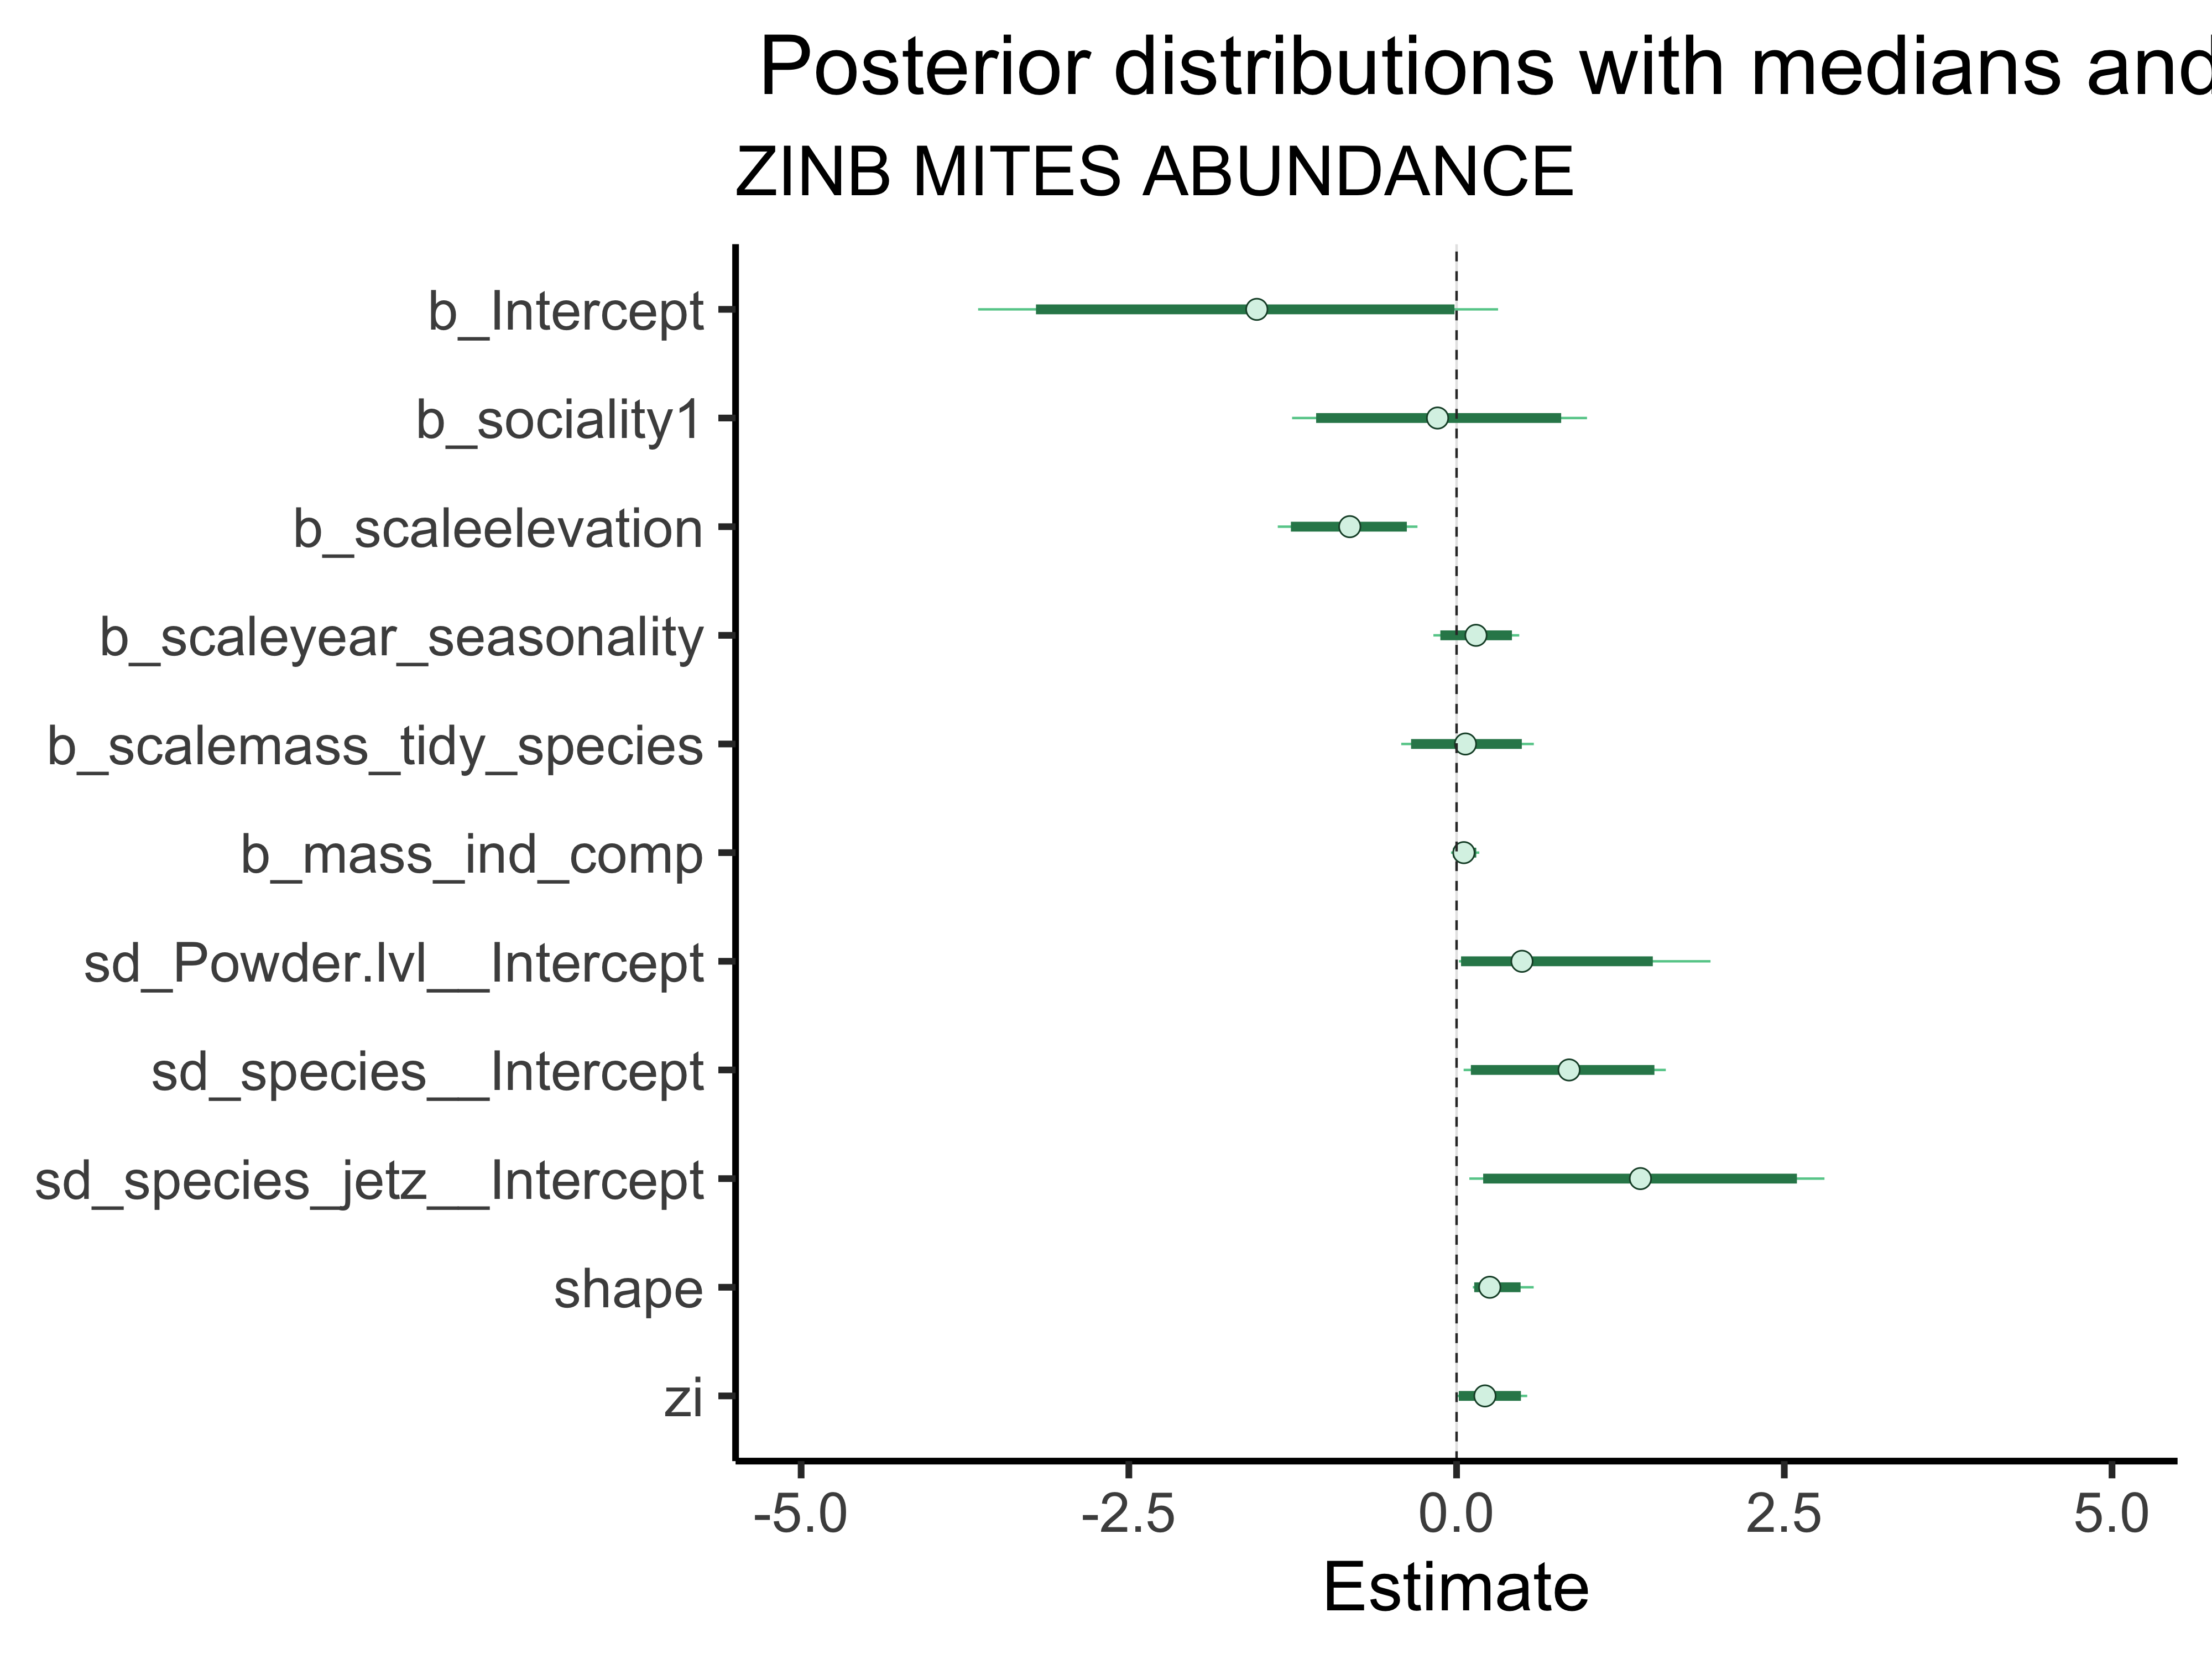 Posterior distributions with medians and
ZINB MITES ABUNDANCE
b_Intercept
b_sociality1
b_scaleelevation
b_scaleyear_seasonality
b_scalemass_tidy_species
b_mass_ind_comp
sd_Powder.lvl__Intercept
sd_species__Intercept
sd_species_jetz__Intercept
shape
zi
-5.0 -2.5 0.0 2.5 5.0
Estimate